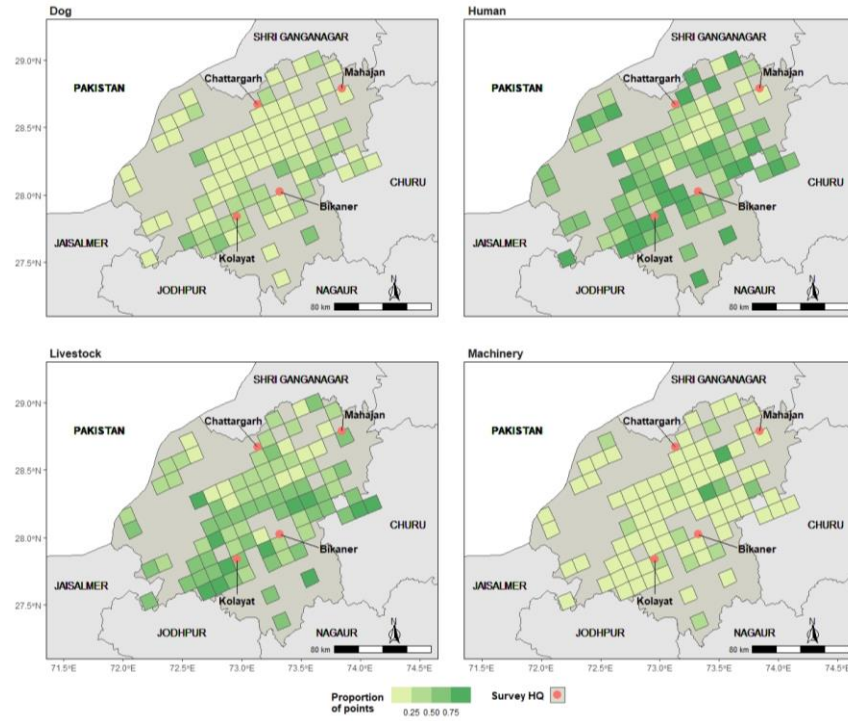 Dog
SHRI GANGANAGAR
Chattargarh
Mahajan
PAKISTAN
CHURU
Bikaner
JAISALMER
Kolayat
JODHPUR
NAGAUR
N
80 km
29.0°N
28.5°N
28.0°N
27.5°N
Human
SHRI GANGANAGAR
Chattargarh
Mahajan
PAKISTAN
CHURU
Bikaner
JAISALMER
Kolayat
JODHPUR
NAGAUR
N
80 km
Livestock
SHRI GANGANAGAR
Chattargarh
Mahajan
PAKISTAN
CHURU
Bikaner
JAISALMER
Kolayat
JODHPUR
NAGAUR
N
80 km
29.0°N
28.5°N
28.0°N
27.5°N
71.5°E 72.0°E 72.5°E 73.0°E 73.5°E 74.0°E 74.5°E
Machinery
SHRI GANGANAGAR
Chattargarh
Mahajan
PAKISTAN
CHURU
Bikaner
JAISALMER
Kolayat
JODHPUR
NAGAUR
N
80 km
71.5°E 72.0°E 72.5°E 73.0°E 73.5°E 74.0°E
Proportion
of points
0.25 0.50 0.75
Survey HQ